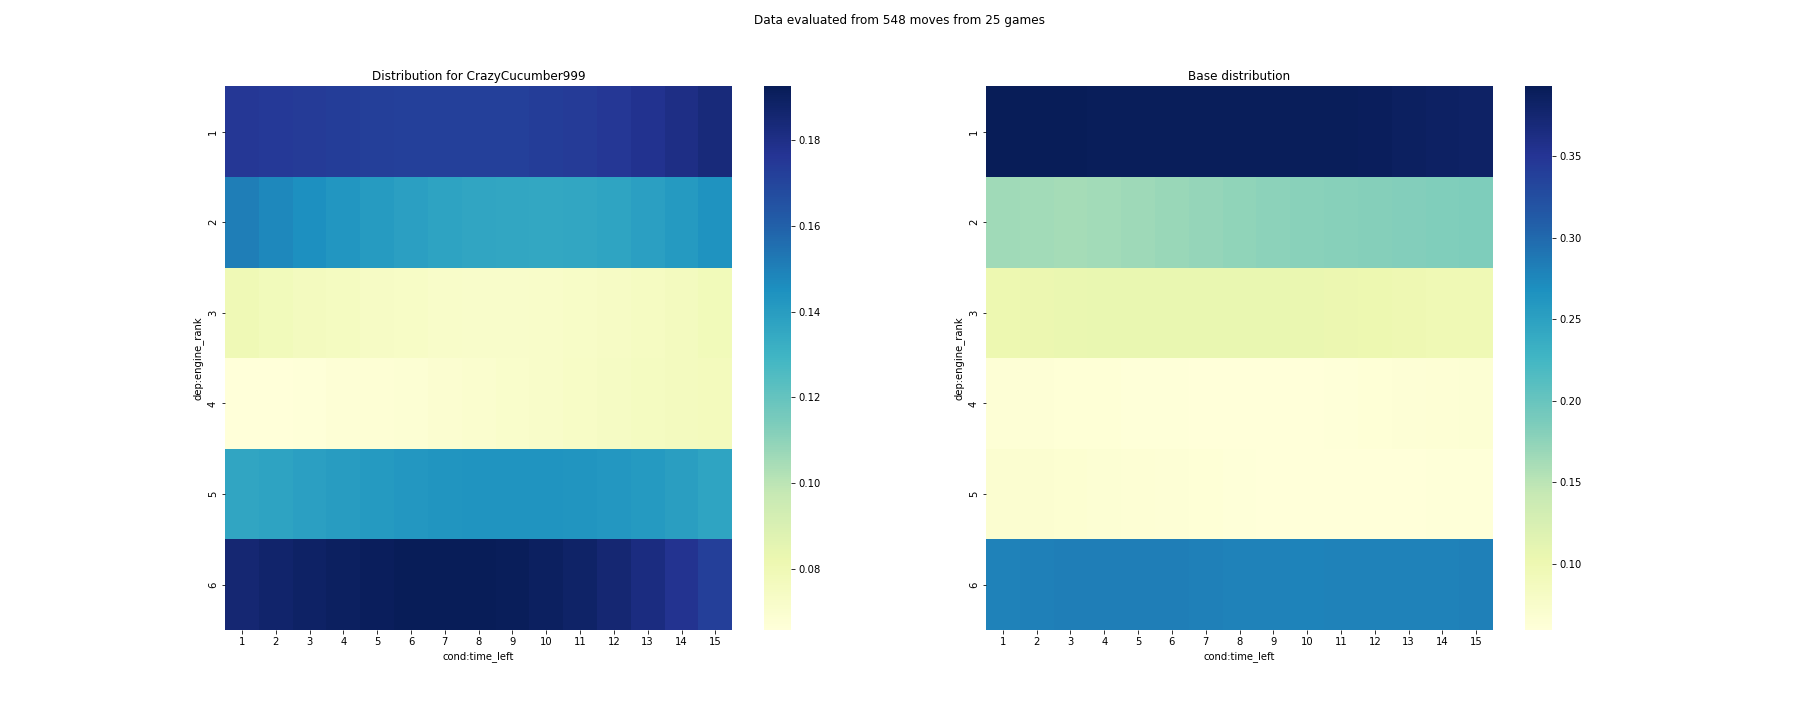 Data evaluated from 548 moves from 25 games
Distribution for CrazyCucumber999
dep:engine_rank
1
2
3
4
5
6
1 2 3 4 5 6 7 8 9 10 11 12 13 14 15
cond:time_left
0.18
0.16
0.14
0.12
0.10
0.08
Base distribution
dep:engine_rank
1
2
3
4
5
6
1 2 3 4 5 6 7 8 9 10 11 12 13 14 15
cond:time_left
0.35
0.30
0.25
0.20
0.15
0.10